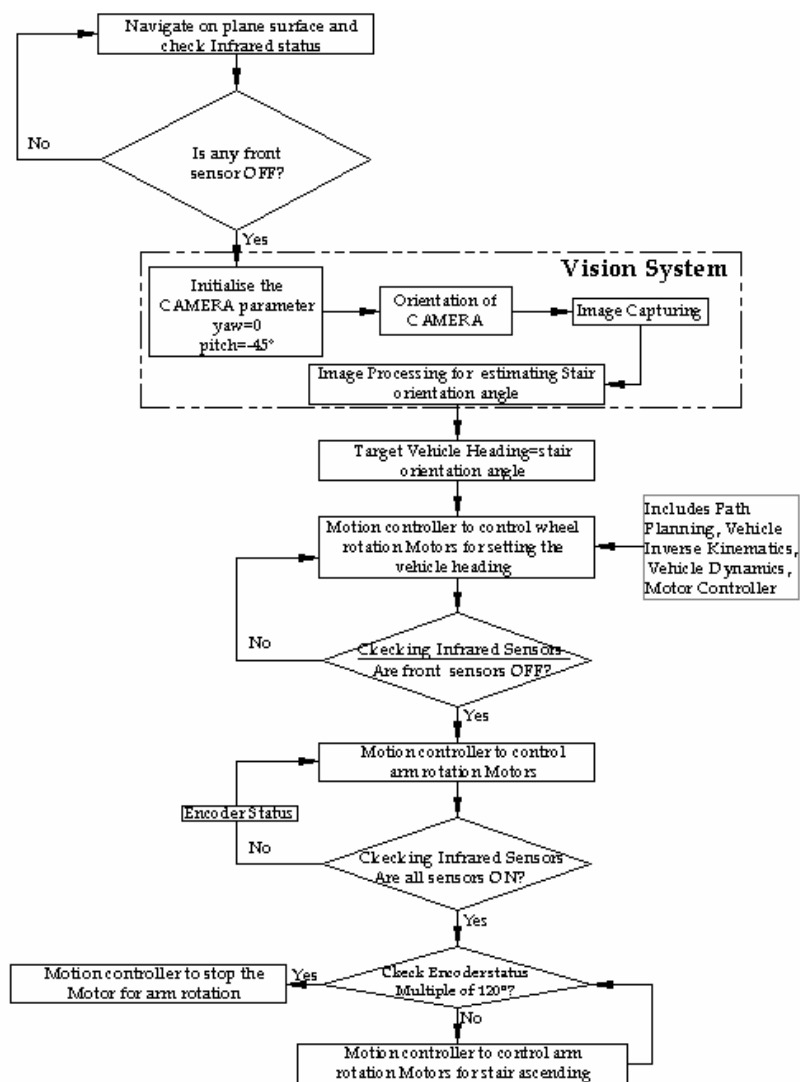 Navigate on plane surface and
check Infrared status
No
Is any front
sensor OFF?
Yes
Vision System
Initialise the
CAMERA parameter
yaw=0
pitch=-45°
Orientation of
CAMERA
Image Capturing
Image Processing for estimating Stair
orientation angle
Target Vehicle Heading=stair
orientation angle
Motion controller to control wheel
rotation Motors for setting the
vehicle heading
Includes Path
Planning, Vehicle
Inverse Kinematics,
Vehicle Dynamics,
Motor Controller
No
Ckecking Infrared Sensors
Are front sensors OFF?
Yes
Motion controller to control
arm rotation Motors
Encoder Status
No
Ckecking Infrared Sensors
Are all sensors ON?
Yes
Motion controller to stop the
Motor for arm rotation
Yes
Ckeck Encoder status
Multiple of 120°?
No
Motion controller to control arm
rotation Motors for stair ascending